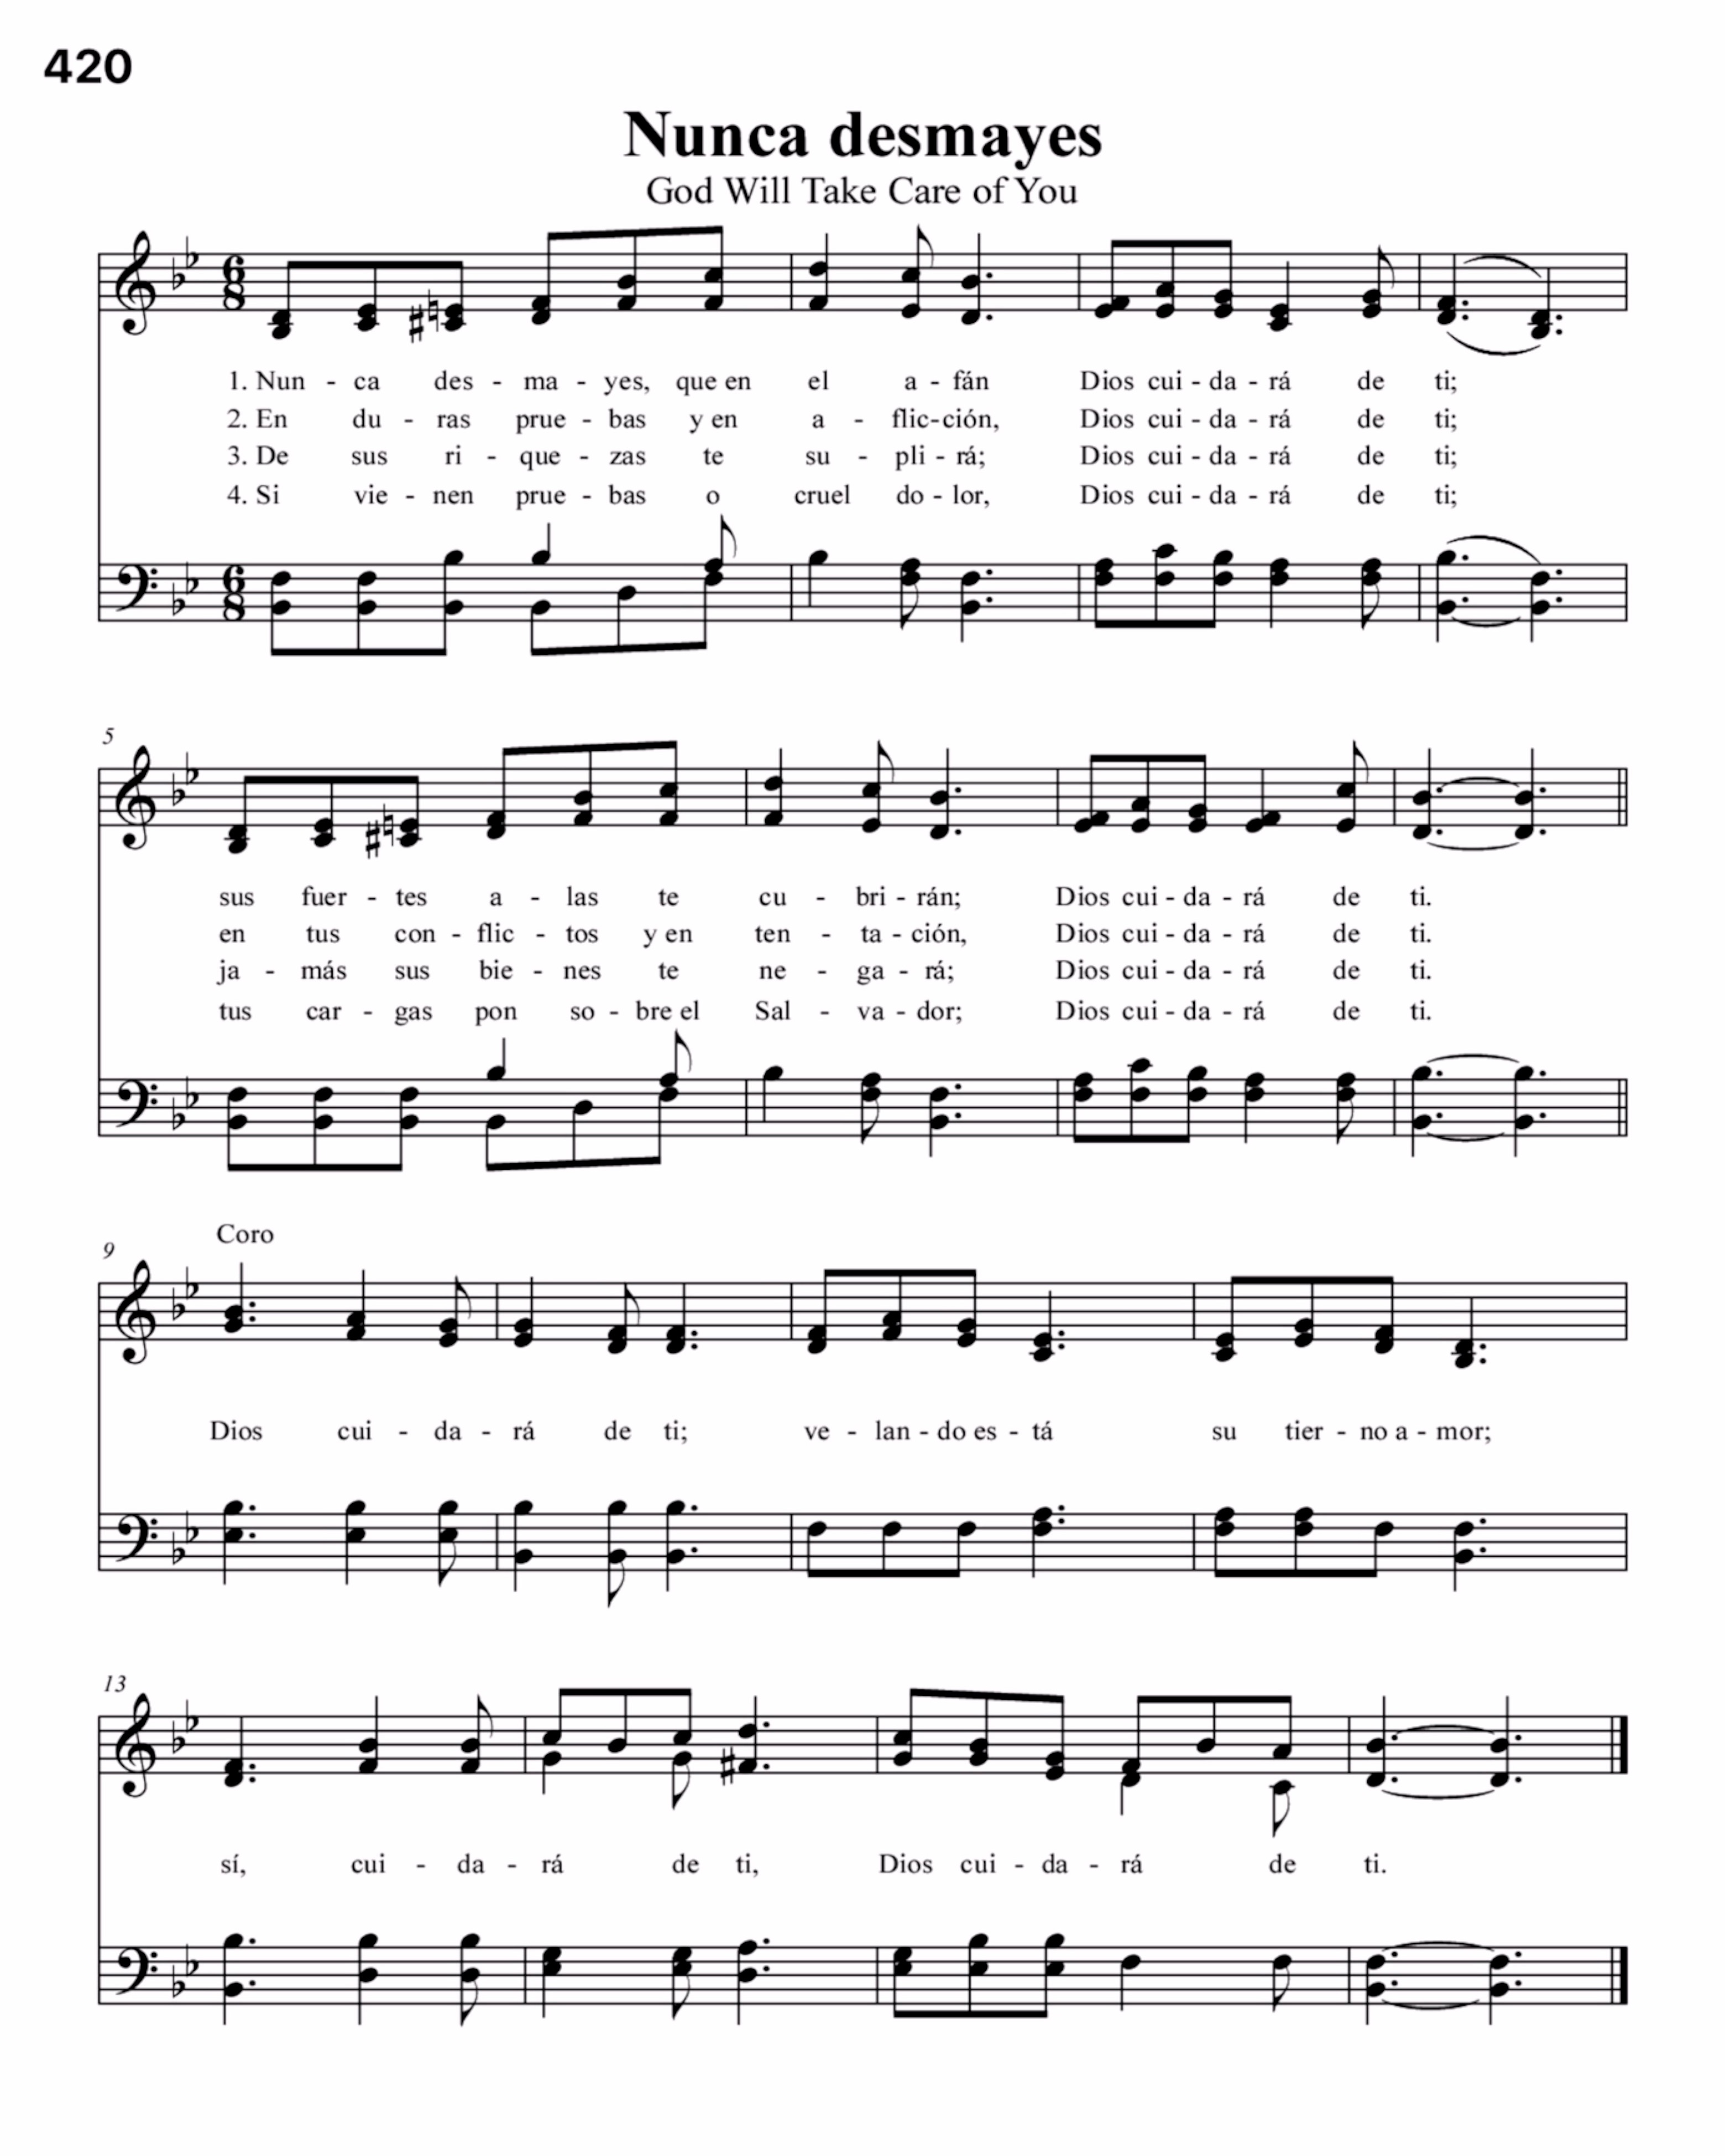 420
Nunca desmayes
God Will Take Care of You
1. Nun - ca des - ma - yes, que en el a - fán Dios cui - da - rá de ti;
2. En du - ras prue - bas y en a - flic - ción, Dios cui - da - rá de ti;
3. De sus ri - que - zas te su - pli - rá; Dios cui - da - rá de ti;
4. Si vie - nen prue - bas o cruel do - lor, Dios cui - da - rá de ti;
5
sus fuer - tes a - las te cu - bri - rán; Dios cui - da - rá de ti.
en tus con - flic - tos y en ten - ta - ción, Dios cui - da - rá de ti.
ja - más sus bie - nes te ne - ga - rá; Dios cui - da - rá de ti.
tus car - gas pon so - bre el Sal - va - dor; Dios cui - da - rá de ti.
Coro
9
Dios cui - da - rá de ti; ve - lan - do es - tá su tier - no a - mor;
13
sí, cui - da - rá de ti, Dios cui - da - rá de ti.